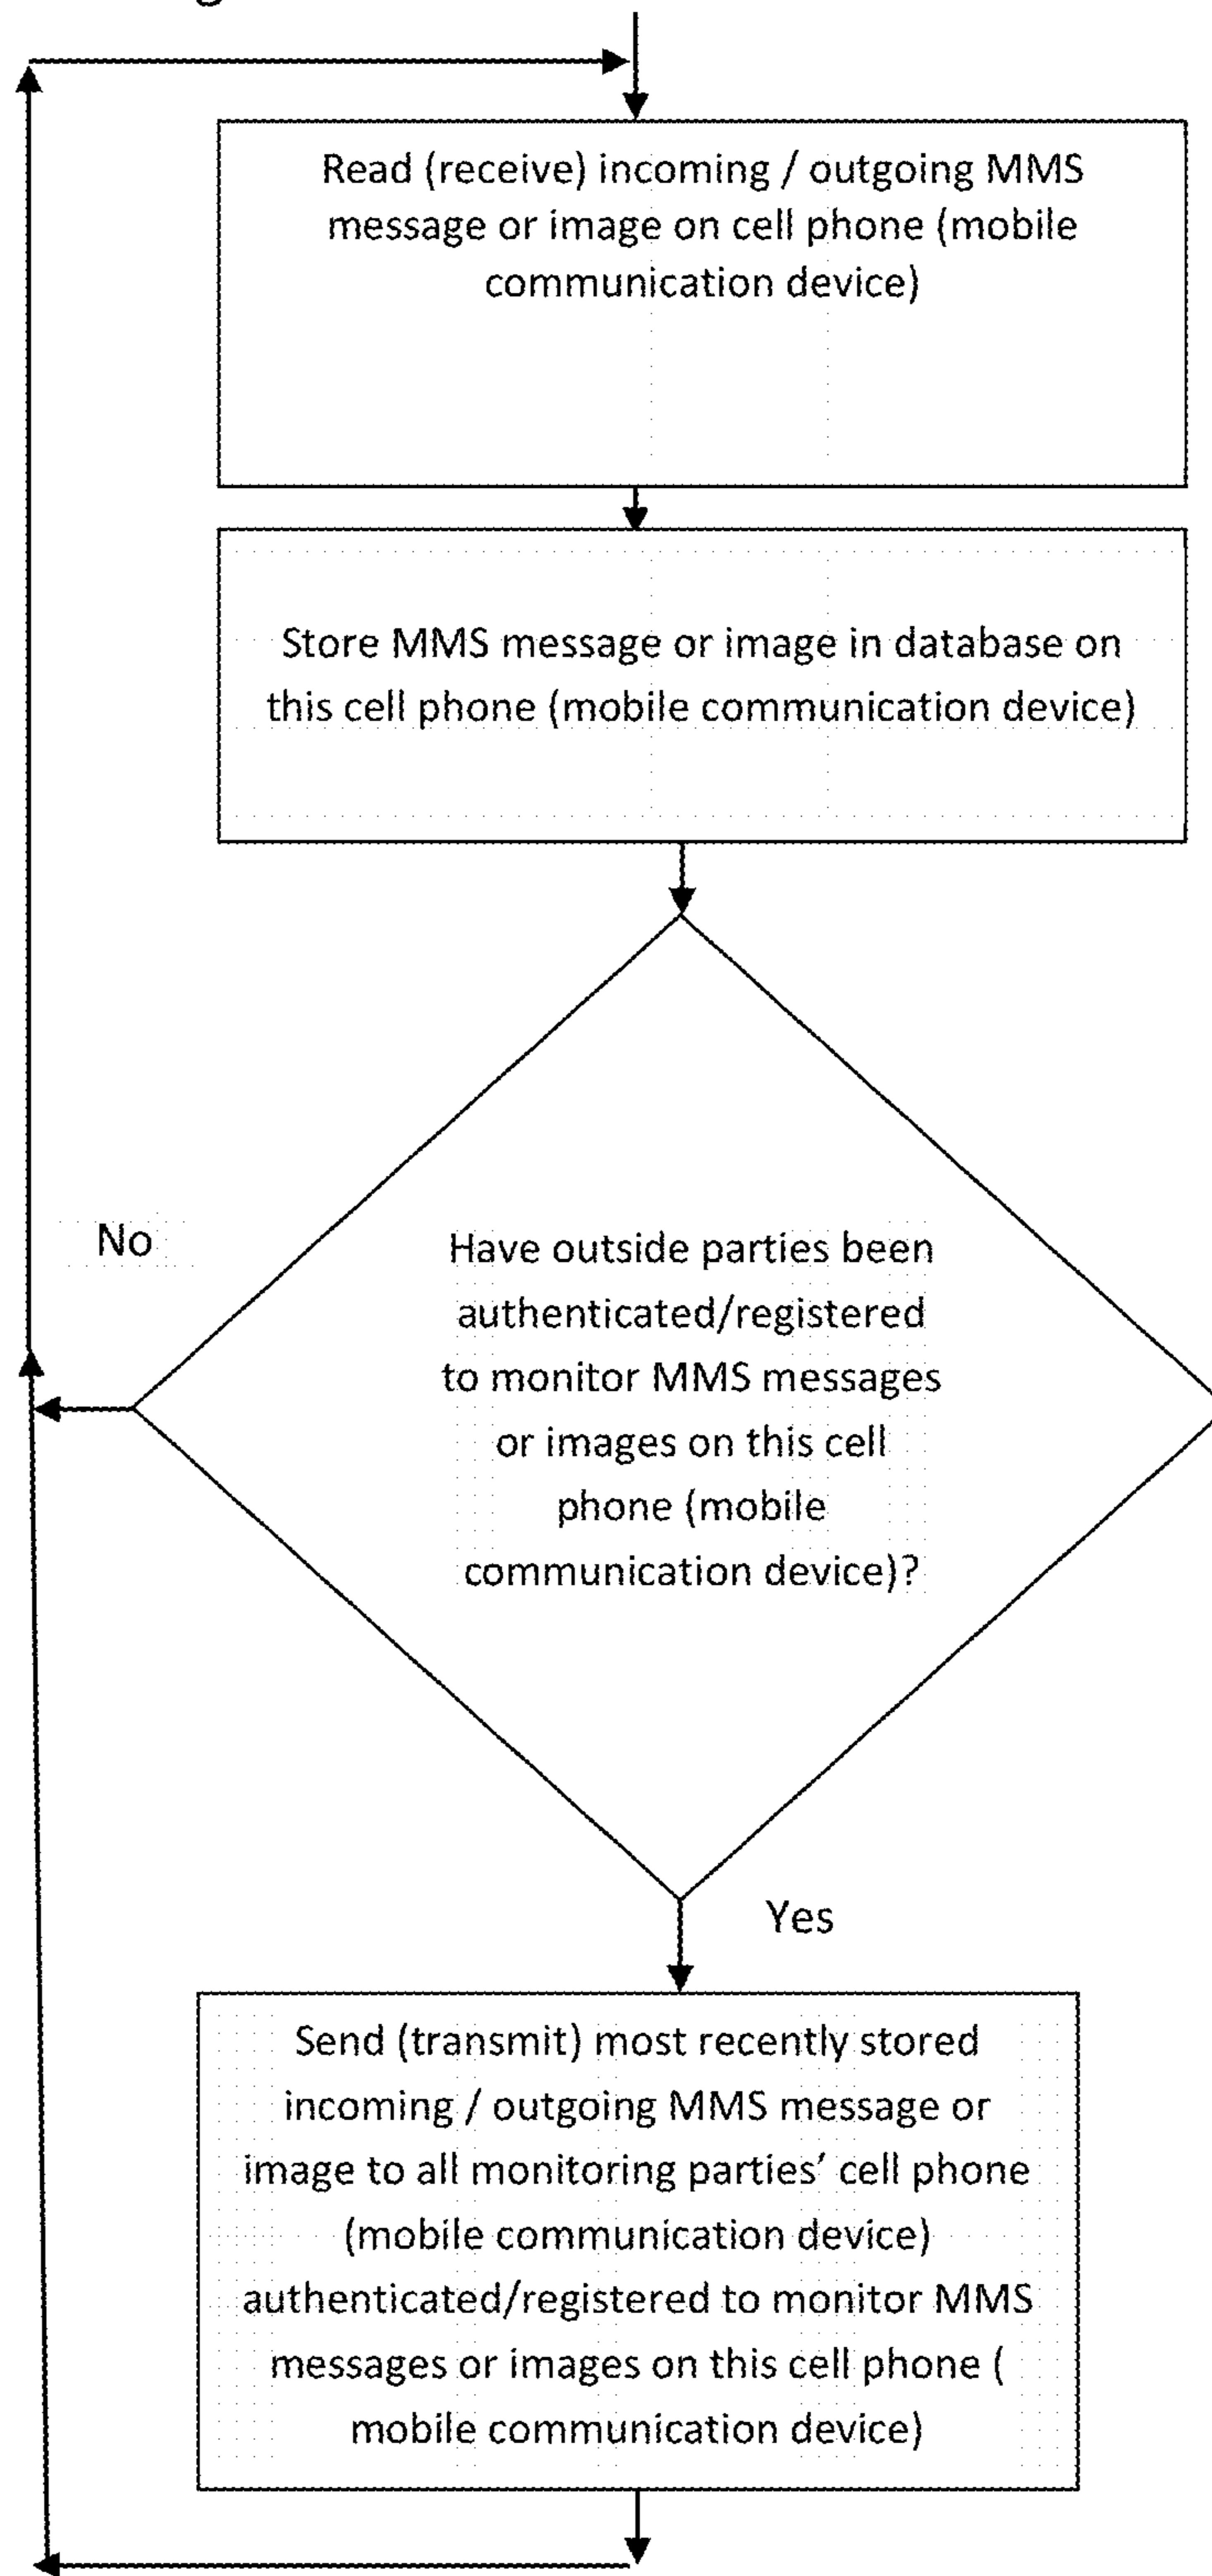 Read (receive) incoming / outgoing MMS
message or image on cell phone (mobile
communication device)
Store MMS message or image in database on
this cell phone (mobile communication device)
No
Have outside parties been
authenticated/registered
to monitor MMS messages
or images on this cell
phone (mobile
communication device)?
Yes
Send (transmit) most recently stored
incoming / outgoing MMS message or
image to all monitoring parties’ cell phone
(mobile communication device)
authenticated/registered to monitor MMS
messages or images on this cell phone (
mobile communication device)